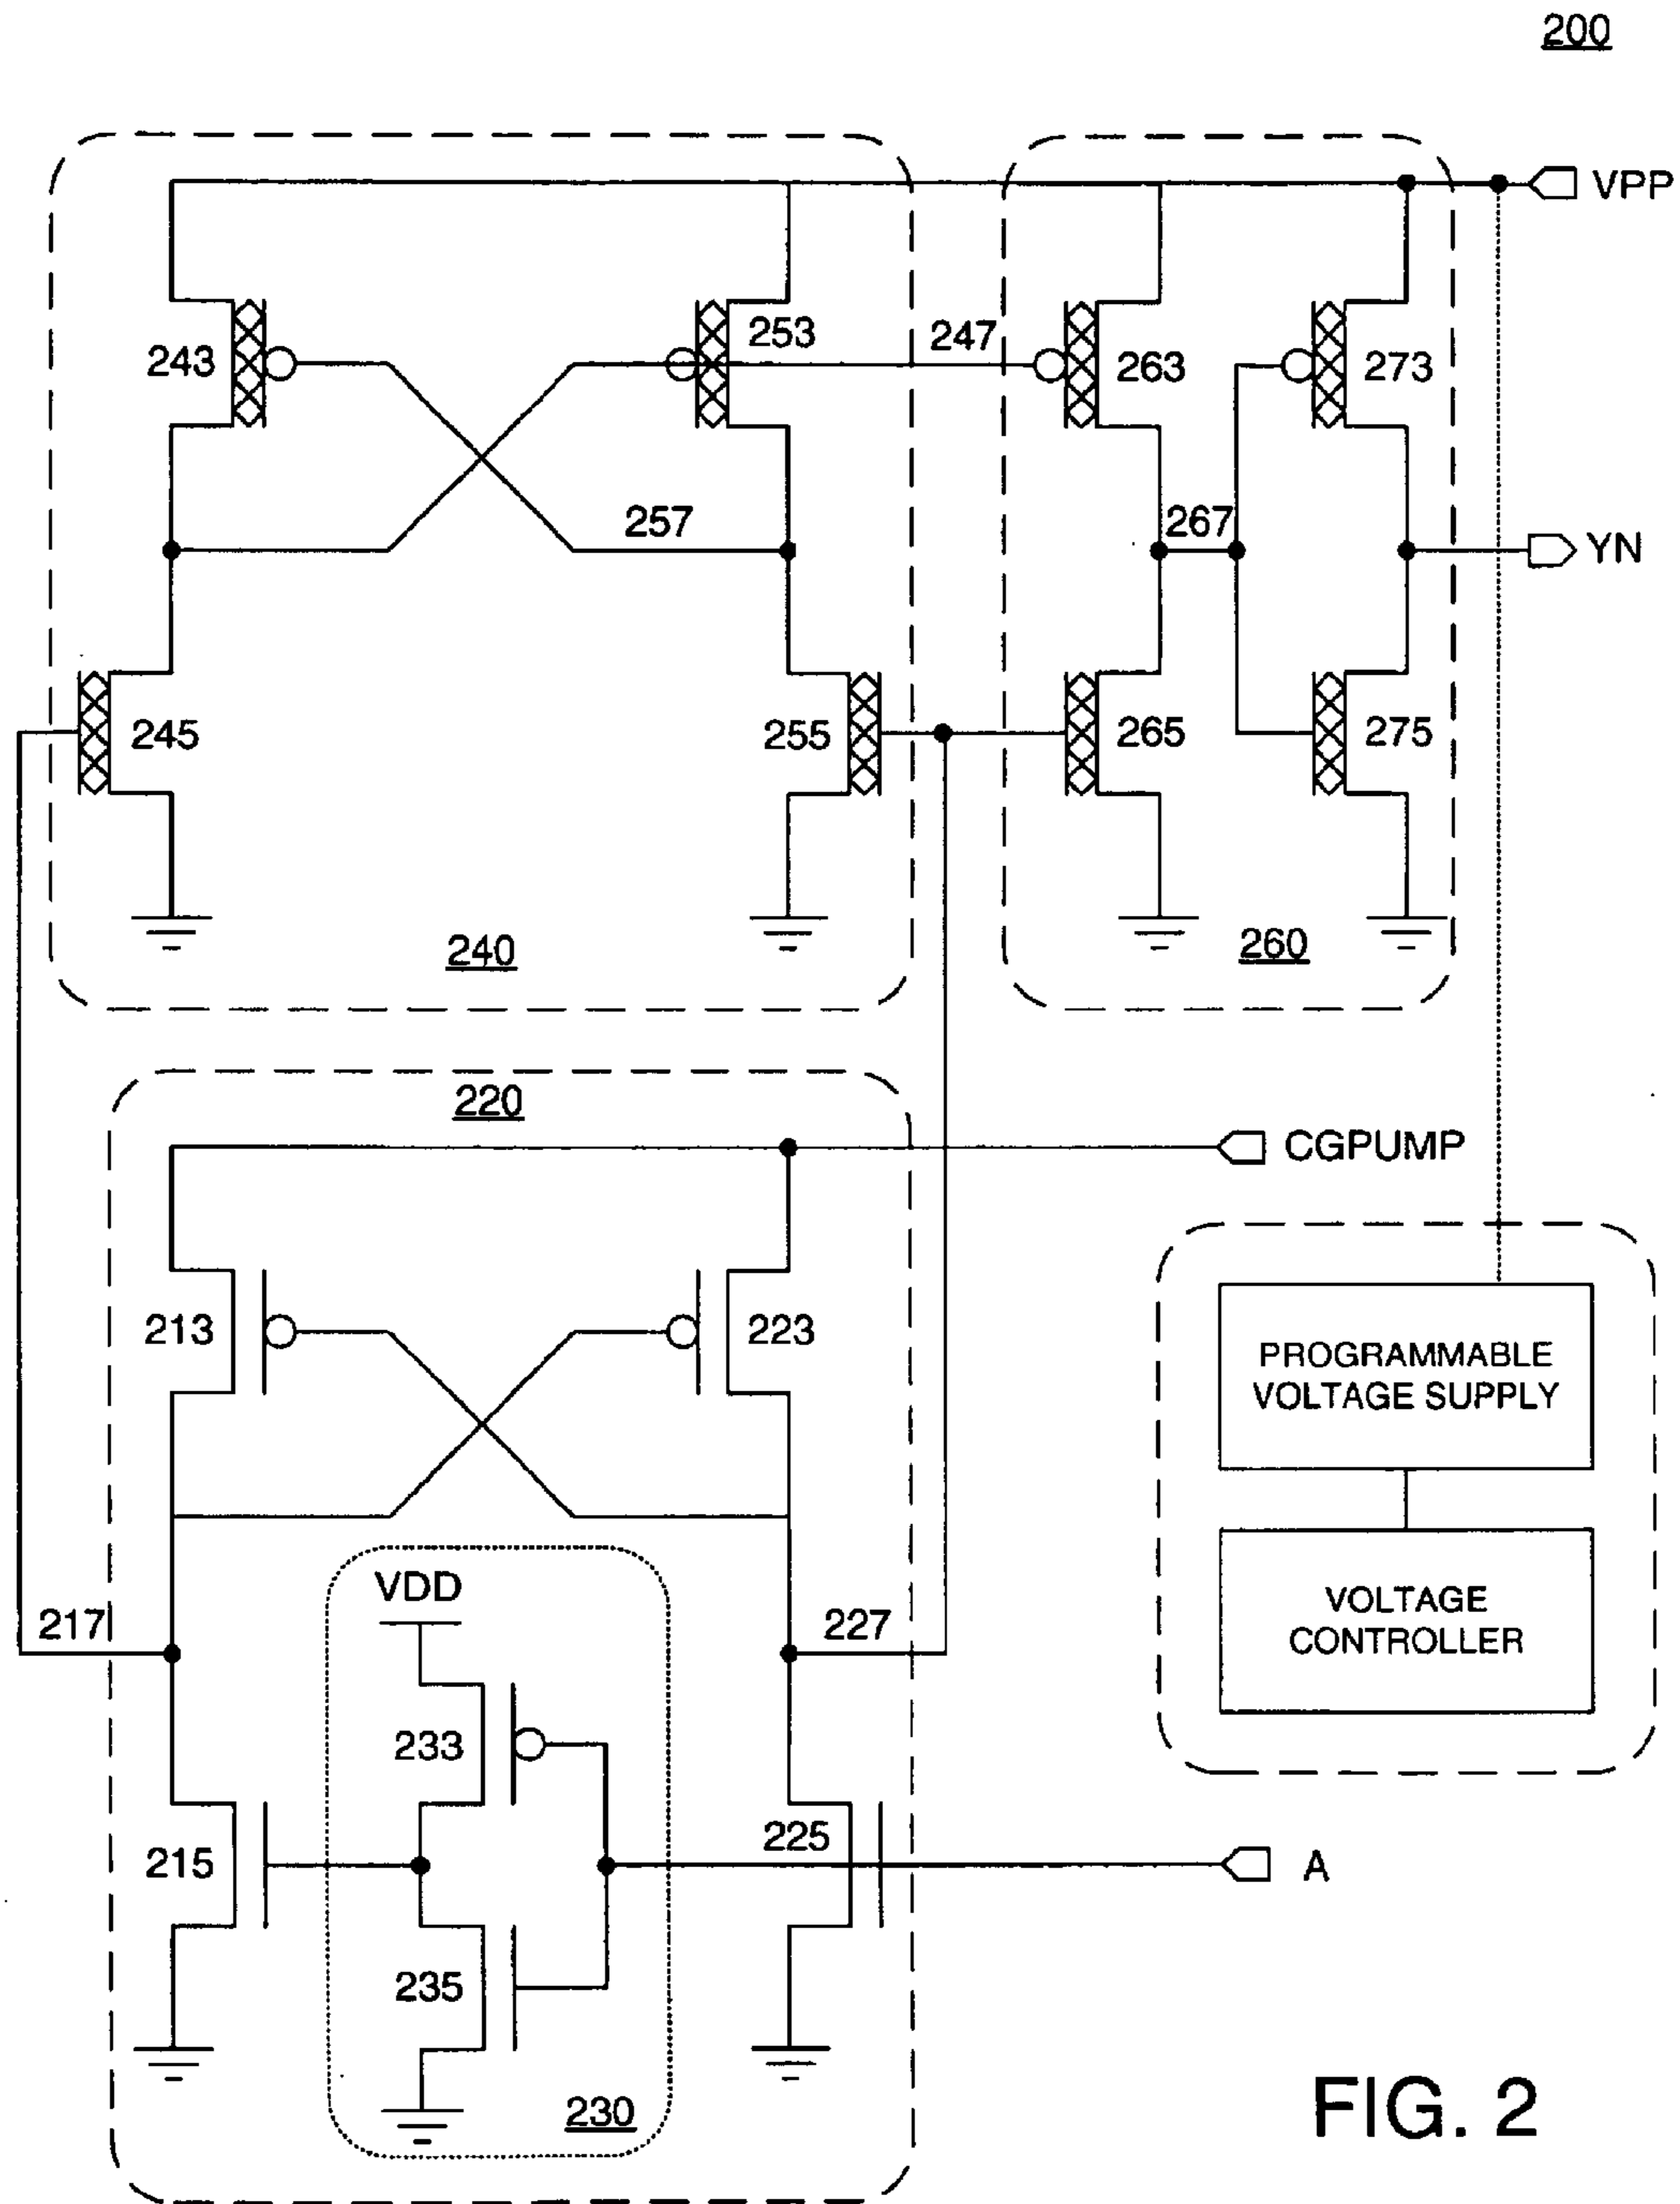 200
VPP
243
253
247
263
273
257
267
YN
245
255
265
275
240
260
220
CGPUMP
213
223
PROGRAMMABLE
VOLTAGE SUPPLY
VDD
217
227
VOLTAGE
CONTROLLER
233
215
225
A
235
230
FIG. 2